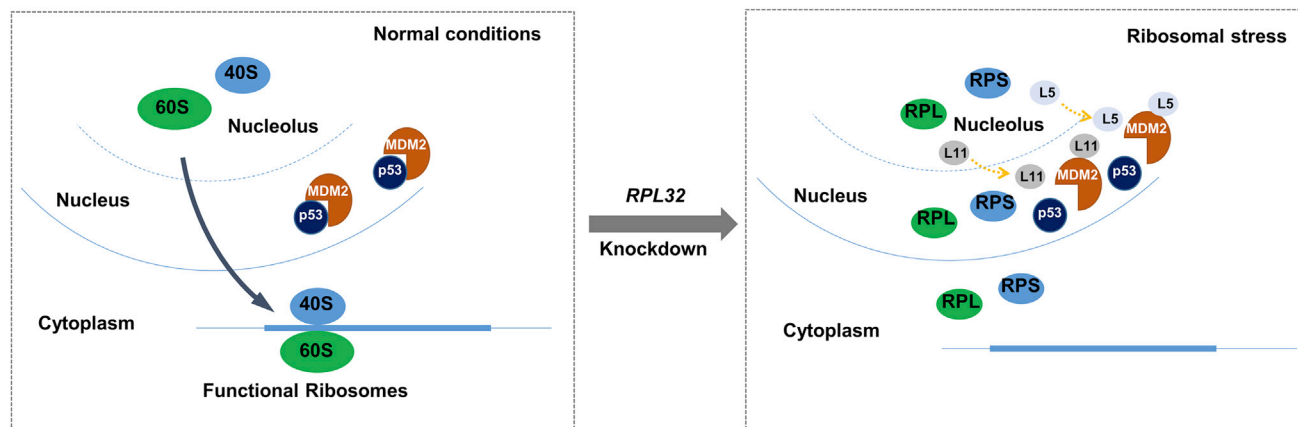 Normal conditions
40S
60S
Nucleolus
MDM2
p53
MDM2
p53
Nucleus
40S
Cytoplasm
60S
Functional Ribosomes
RPL32
Knockdown
Ribosomal stress
RPS
L5
RPL
L5
L5
Nucleolus
MDM2
L11
L11
L11
MDM2
p53
Nucleus
RPS
RPL
p53
RPS
RPL
Cytoplasm